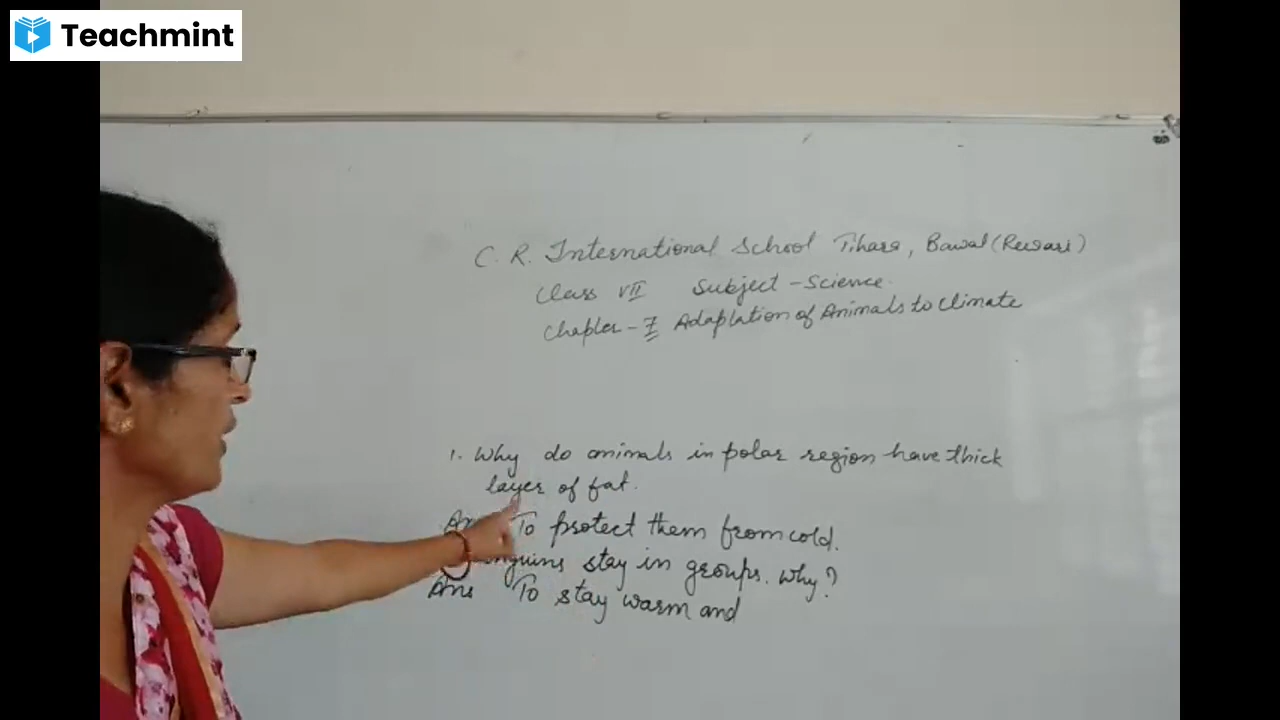 Teachmint
C. R. International School Tihara, Bawal (Rewari)
Class VII Subject - Science
Chapter - 7 Adaptation of Animals to Climate
1. Why do animals in polar region have thick
layer of fat.
To protect them from cold.
stay in groups. Why?
Ans To stay warm and